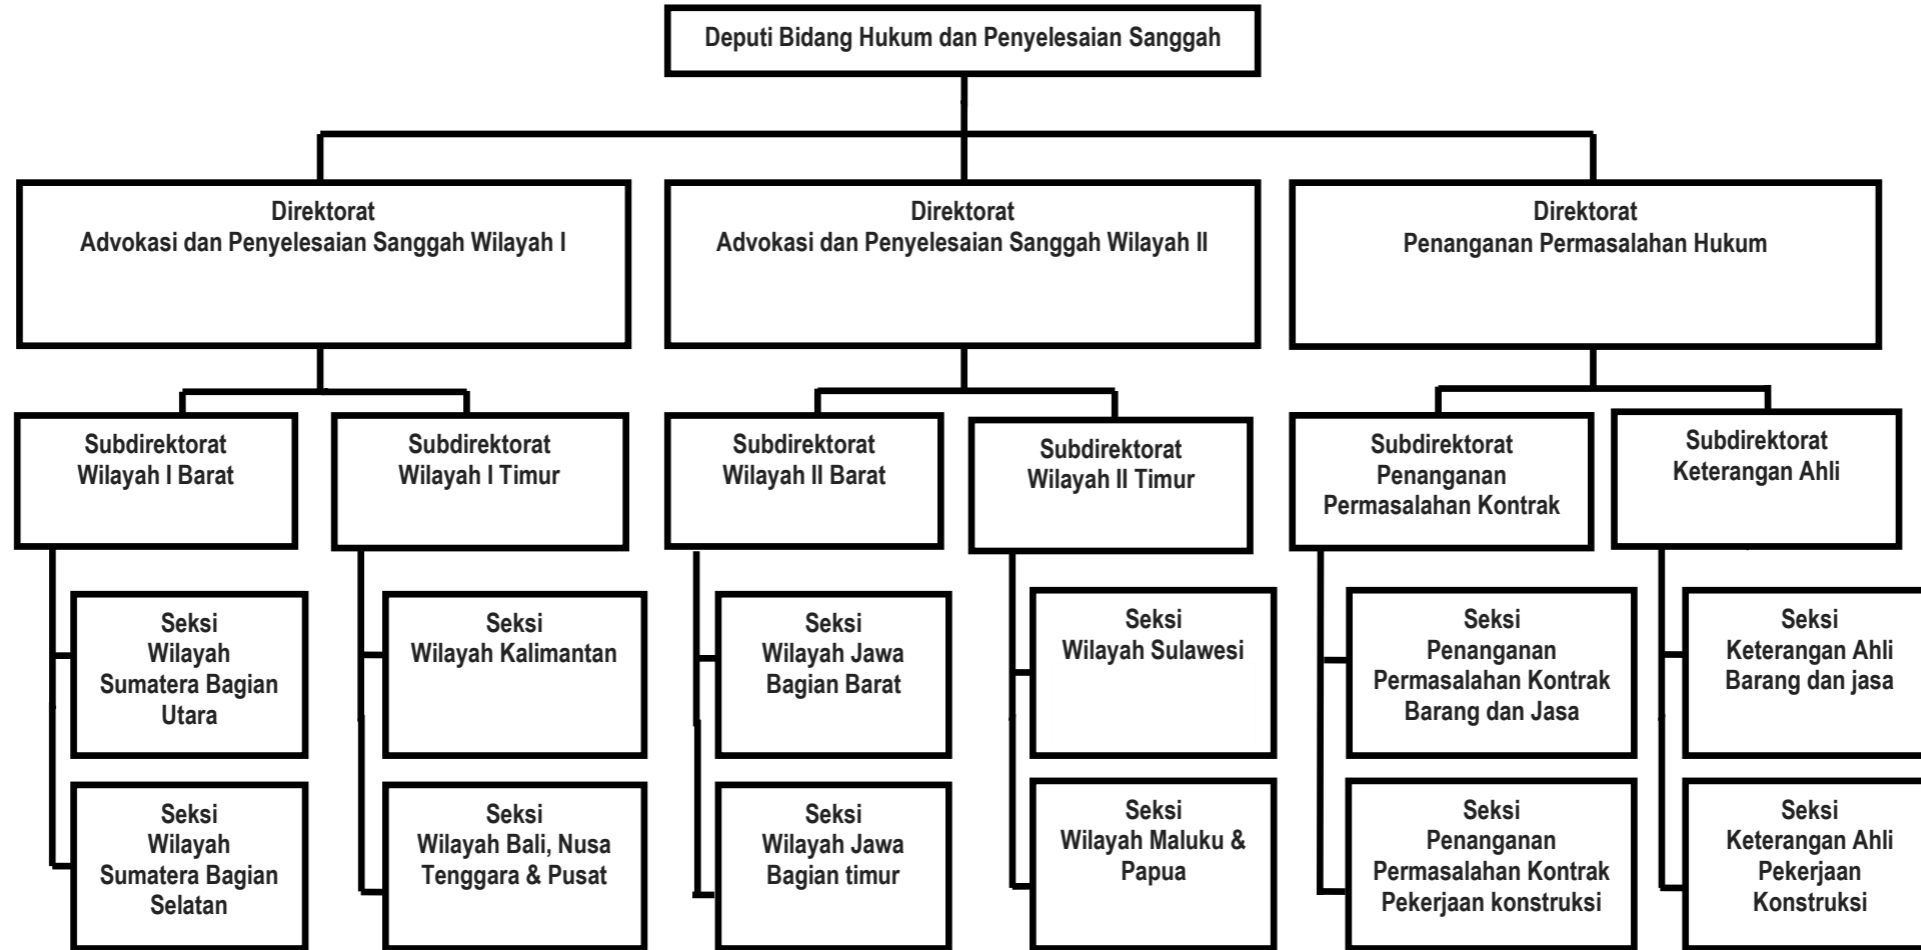 Deputi Bidang Hukum dan Penyelesaian Sanggah
Direktorat
Advokasi dan Penyelesaian Sanggah Wilayah I
Direktorat
Advokasi dan Penyelesaian Sanggah Wilayah II
Direktorat
Penanganan Permasalahan Hukum
Subdirektorat
Wilayah I Barat
Subdirektorat
Wilayah I Timur
Subdirektorat
Wilayah II Barat
Subdirektorat
Wilayah II Timur
Subdirektorat
Penanganan
Permasalahan Kontrak
Subdirektorat
Keterangan Ahli
Seksi
Wilayah
Sumatera Bagian
Utara
Seksi
Wilayah Kalimantan
Seksi
Wilayah Jawa
Bagian Barat
Seksi
Wilayah Sulawesi
Seksi
Penanganan
Permasalahan Kontrak
Barang dan Jasa
Seksi
Keterangan Ahli
Barang dan jasa
Seksi
Wilayah
Sumatera Bagian
Selatan
Seksi
Wilayah Bali, Nusa
Tenggara & Pusat
Seksi
Wilayah Jawa
Bagian timur
Seksi
Wilayah Maluku &
Papua
Seksi
Penanganan
Permasalahan Kontrak
Pekerjaan konstruksi
Seksi
Keterangan Ahli
Pekerjaan
Konstruksi